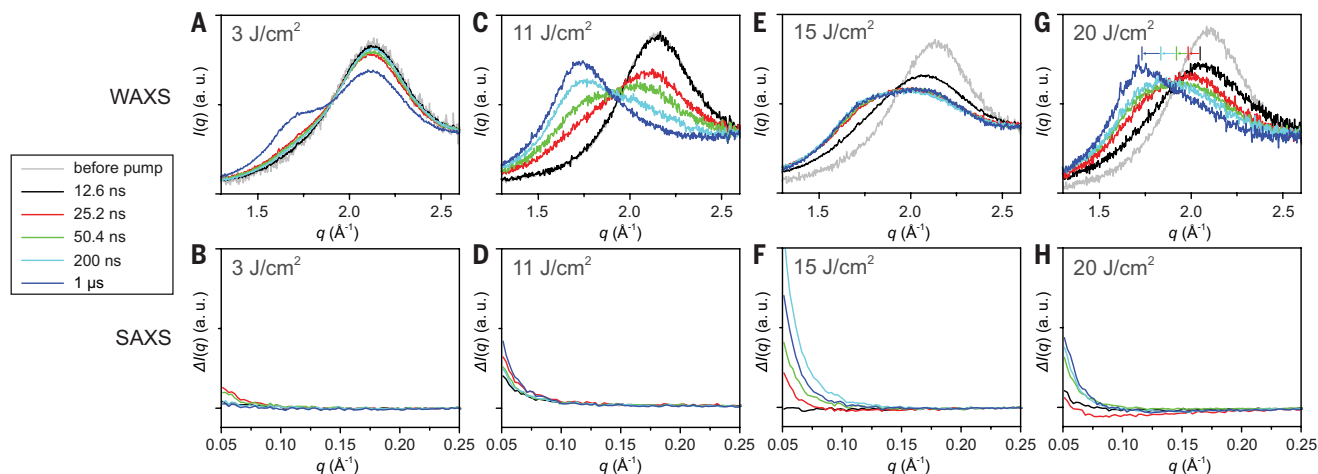 A
3 J/cm²
C
11 J/cm²
E
15 J/cm²
G
20 J/cm²
WAXS
I(q) (a. u.)
I(q) (a. u.)
I(q) (a. u.)
I(q) (a. u.)
1.5 2.0 2.5
1.5 2.0 2.5
1.5 2.0 2.5
1.5 2.0 2.5
q (Å⁻¹)
q (Å⁻¹)
q (Å⁻¹)
q (Å⁻¹)
before pump
12.6 ns
25.2 ns
50.4 ns
200 ns
1 µs
B
3 J/cm²
D
11 J/cm²
F
15 J/cm²
H
20 J/cm²
SAXS
ΔI(q) (a. u.)
ΔI(q) (a. u.)
ΔI(q) (a. u.)
ΔI(q) (a. u.)
0.05 0.10 0.15 0.20 0.25
0.05 0.10 0.15 0.20 0.25
0.05 0.10 0.15 0.20 0.25
0.05 0.10 0.15 0.20 0.25
q (Å⁻¹)
q (Å⁻¹)
q (Å⁻¹)
q (Å⁻¹)